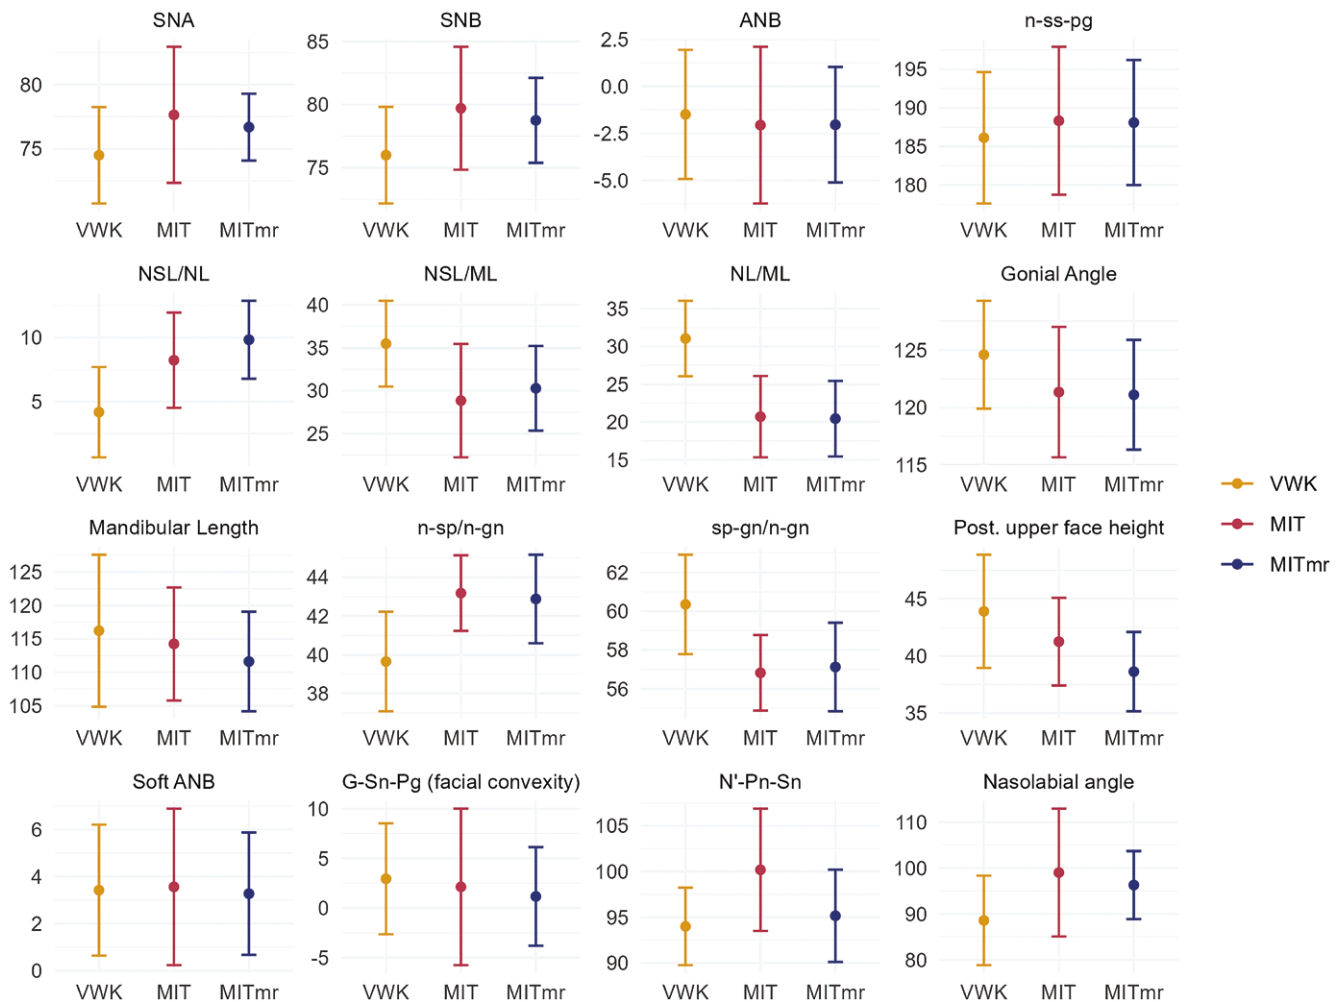 SNA SNB ANB n-ss-pg
80 75
85 80 75
2.5 0.0 -2.5 -5.0
195 190 185 180
VWK MIT MITmr VWK MIT MITmr VWK MIT MITmr VWK MIT MITmr
NSL/NL NSL/ML NL/ML Gonial Angle
10 5
40 35 30 25
35 30 25 20 15
125 120 115
VWK MIT MITmr VWK MIT MITmr VWK MIT MITmr VWK MIT MITmr
Mandibular Length n-sp/n-gn sp-gn/n-gn Post. upper face height
125 120 115 110 105
44 42 40 38
62 60 58 56
45 40 35
VWK MIT MITmr VWK MIT MITmr VWK MIT MITmr VWK MIT MITmr
Soft ANB G-Sn-Pg (facial convexity) N'-Pn-Sn Nasolabial angle
6 4 2 0
10 5 0 -5
105 100 95 90
110 100 90 80
VWK MIT MITmr VWK MIT MITmr VWK MIT MITmr VWK MIT MITmr
VWK
MIT
MITmr